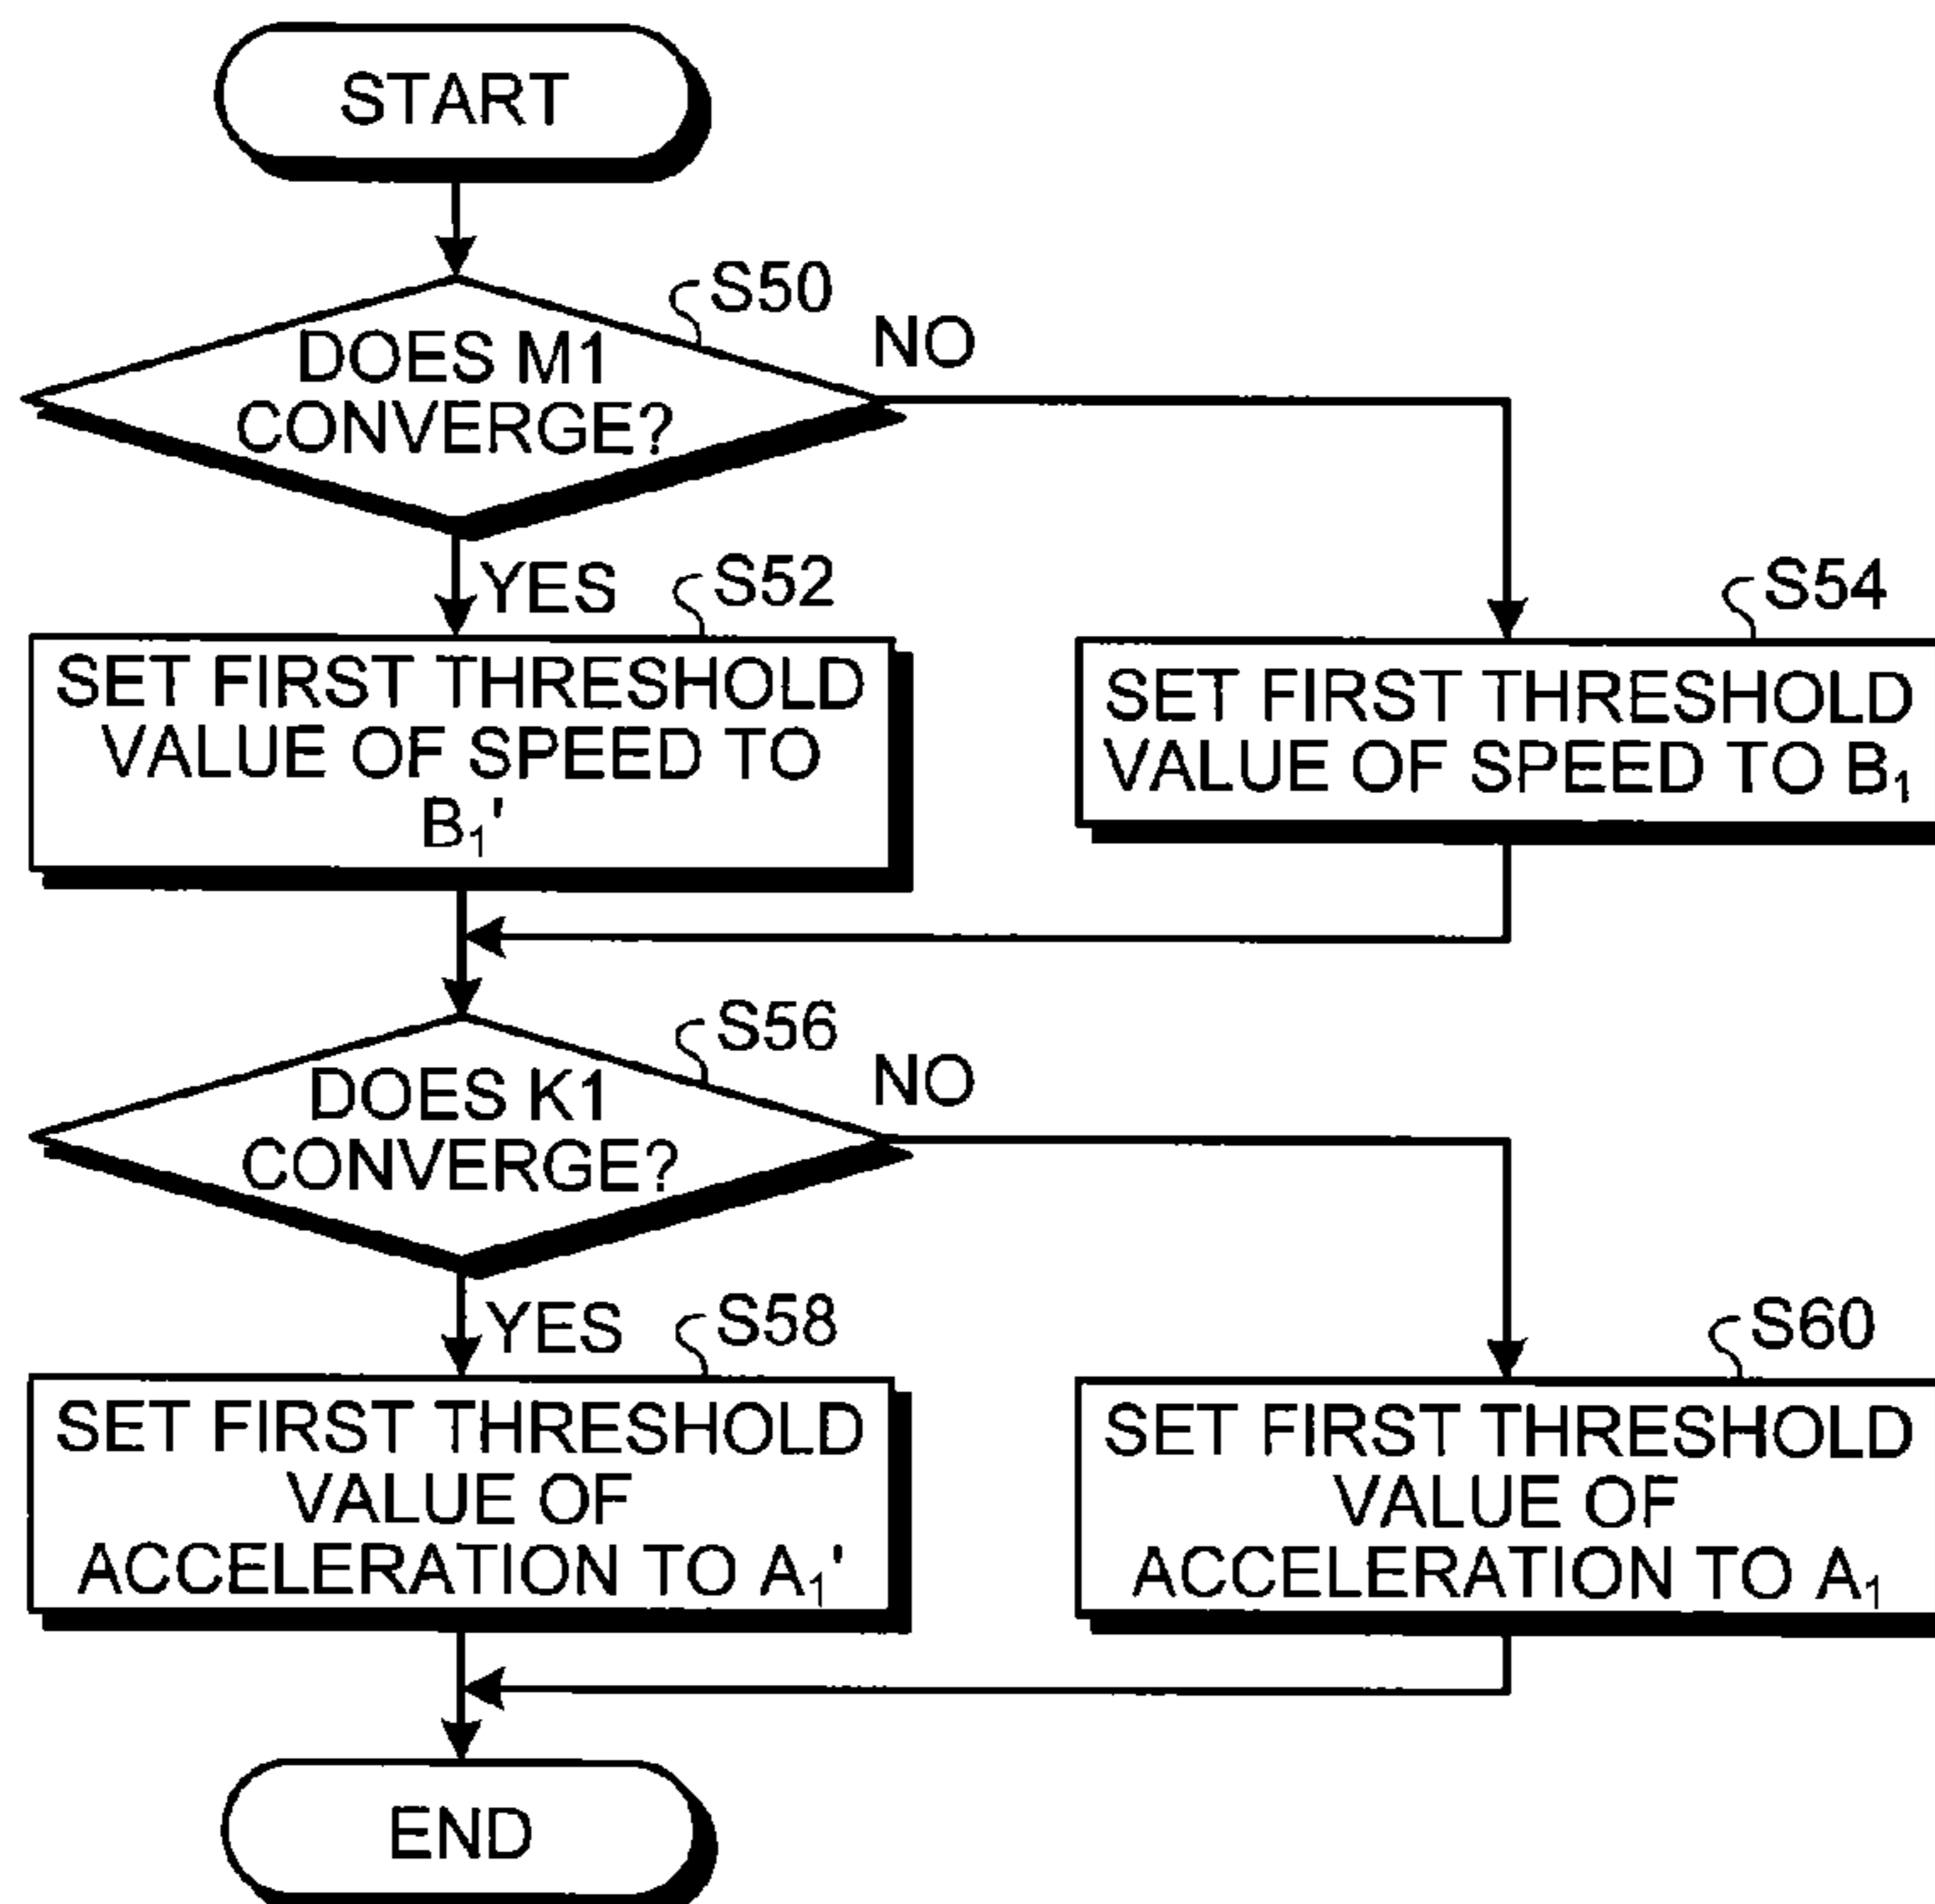 START
S50
DOES M1
CONVERGE?
NO
YES
S52
SET FIRST THRESHOLD
VALUE OF SPEED TO
B₁'
S54
SET FIRST THRESHOLD
VALUE OF SPEED TO B₁
S56
DOES K1
CONVERGE?
NO
YES
S58
SET FIRST THRESHOLD
VALUE OF
ACCELERATION TO A₁'
S60
SET FIRST THRESHOLD
VALUE OF
ACCELERATION TO A₁
END